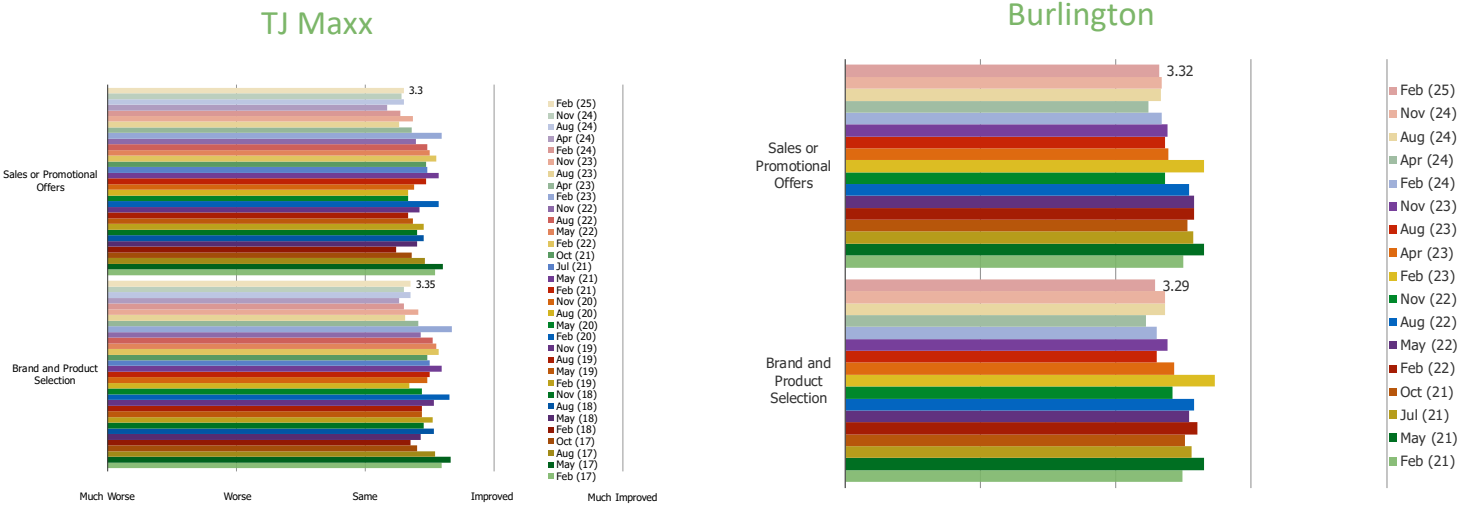 TJ Maxx
3.3
Sales or Promotional
Offers
3.35
Brand and Product
Selection
Much Worse
Worse
Same
Improved
Much Improved
Feb (25)
Nov (24)
Aug (24)
Apr (24)
Feb (24)
Nov (23)
Aug (23)
Apr (23)
Feb (23)
Nov (22)
Aug (22)
May (22)
Feb (22)
Oct (21)
Jul (21)
May (21)
Feb (21)
Nov (20)
Aug (20)
May (20)
Feb (20)
Nov (19)
Aug (19)
May (19)
Feb (19)
Nov (18)
Aug (18)
May (18)
Feb (18)
Oct (17)
Aug (17)
May (17)
Feb (17)
Burlington
3.32
Sales or
Promotional
Offers
3.29
Brand and
Product
Selection
Feb (25)
Nov (24)
Aug (24)
Apr (24)
Feb (24)
Nov (23)
Aug (23)
Apr (23)
Feb (23)
Nov (22)
Aug (22)
May (22)
Feb (22)
Oct (21)
Jul (21)
May (21)
Feb (21)